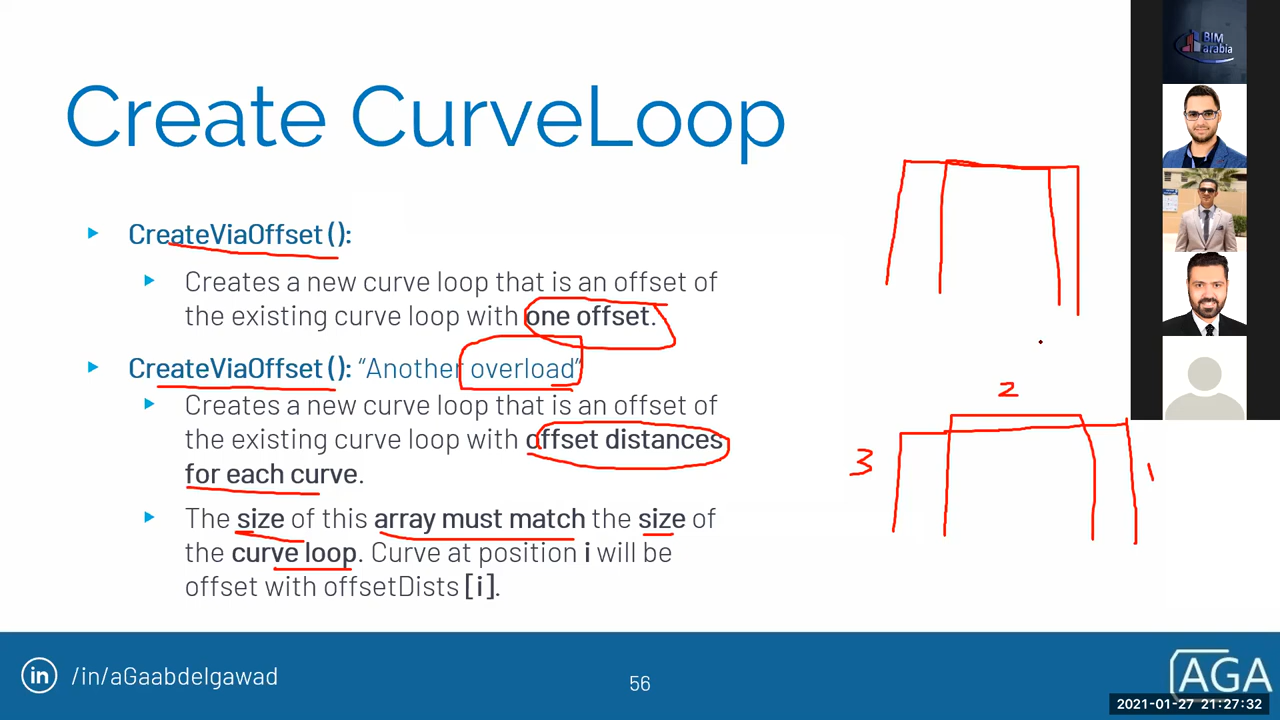 Create CurveLoop
CreateViaOffset ():
Creates a new curve loop that is an offset of
the existing curve loop with one offset.
CreateViaOffset (): “Another overload”
Creates a new curve loop that is an offset of
the existing curve loop with offset distances
for each curve.
The size of this array must match the size of
the curve loop. Curve at position i will be
offset with offsetDists [i].
2
3
1
BIM
arabia
in /in/aGaabdelgawad
56
AGA
2021-01-27 21:27:32